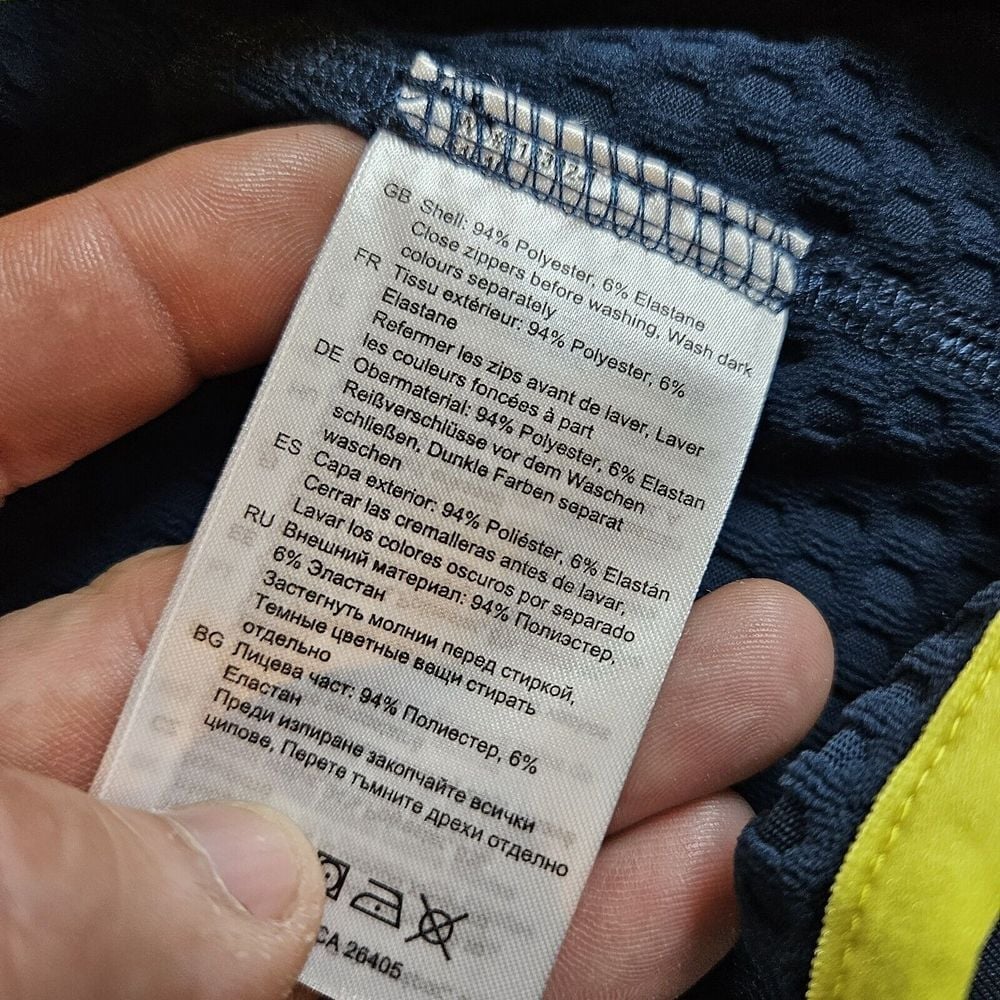 GB Shell: 94% Polyester, 6% Elastane
Close zippers before washing, Wash dark
colours separately
FR Tissu extérieur: 94% Polyester, 6%
Elastane
Refermer les zips avant de laver, Laver
les couleurs foncées à part
DE Obermaterial: 94% Polyester, 6% Elastan
Reißverschlüsse vor dem Waschen
schließen, Dunkle Farben separat
waschen
ES Capa exterior: 94% Poliéster, 6% Elastán
Cerrar las cremalleras antes de lavar,
Lavar los colores oscuros por separado
RU Внешний материал: 94% Полиэстер,
6% Эластан
Застегнуть молнии перед стиркой,
Темные цветные вещи стирать
отдельно
BG Лицева част: 94% Полиестер, 6%
Еластан
Преди изпиране закопчайте всички
ципове, Перете тъмните дрехи отделно
CA 26405